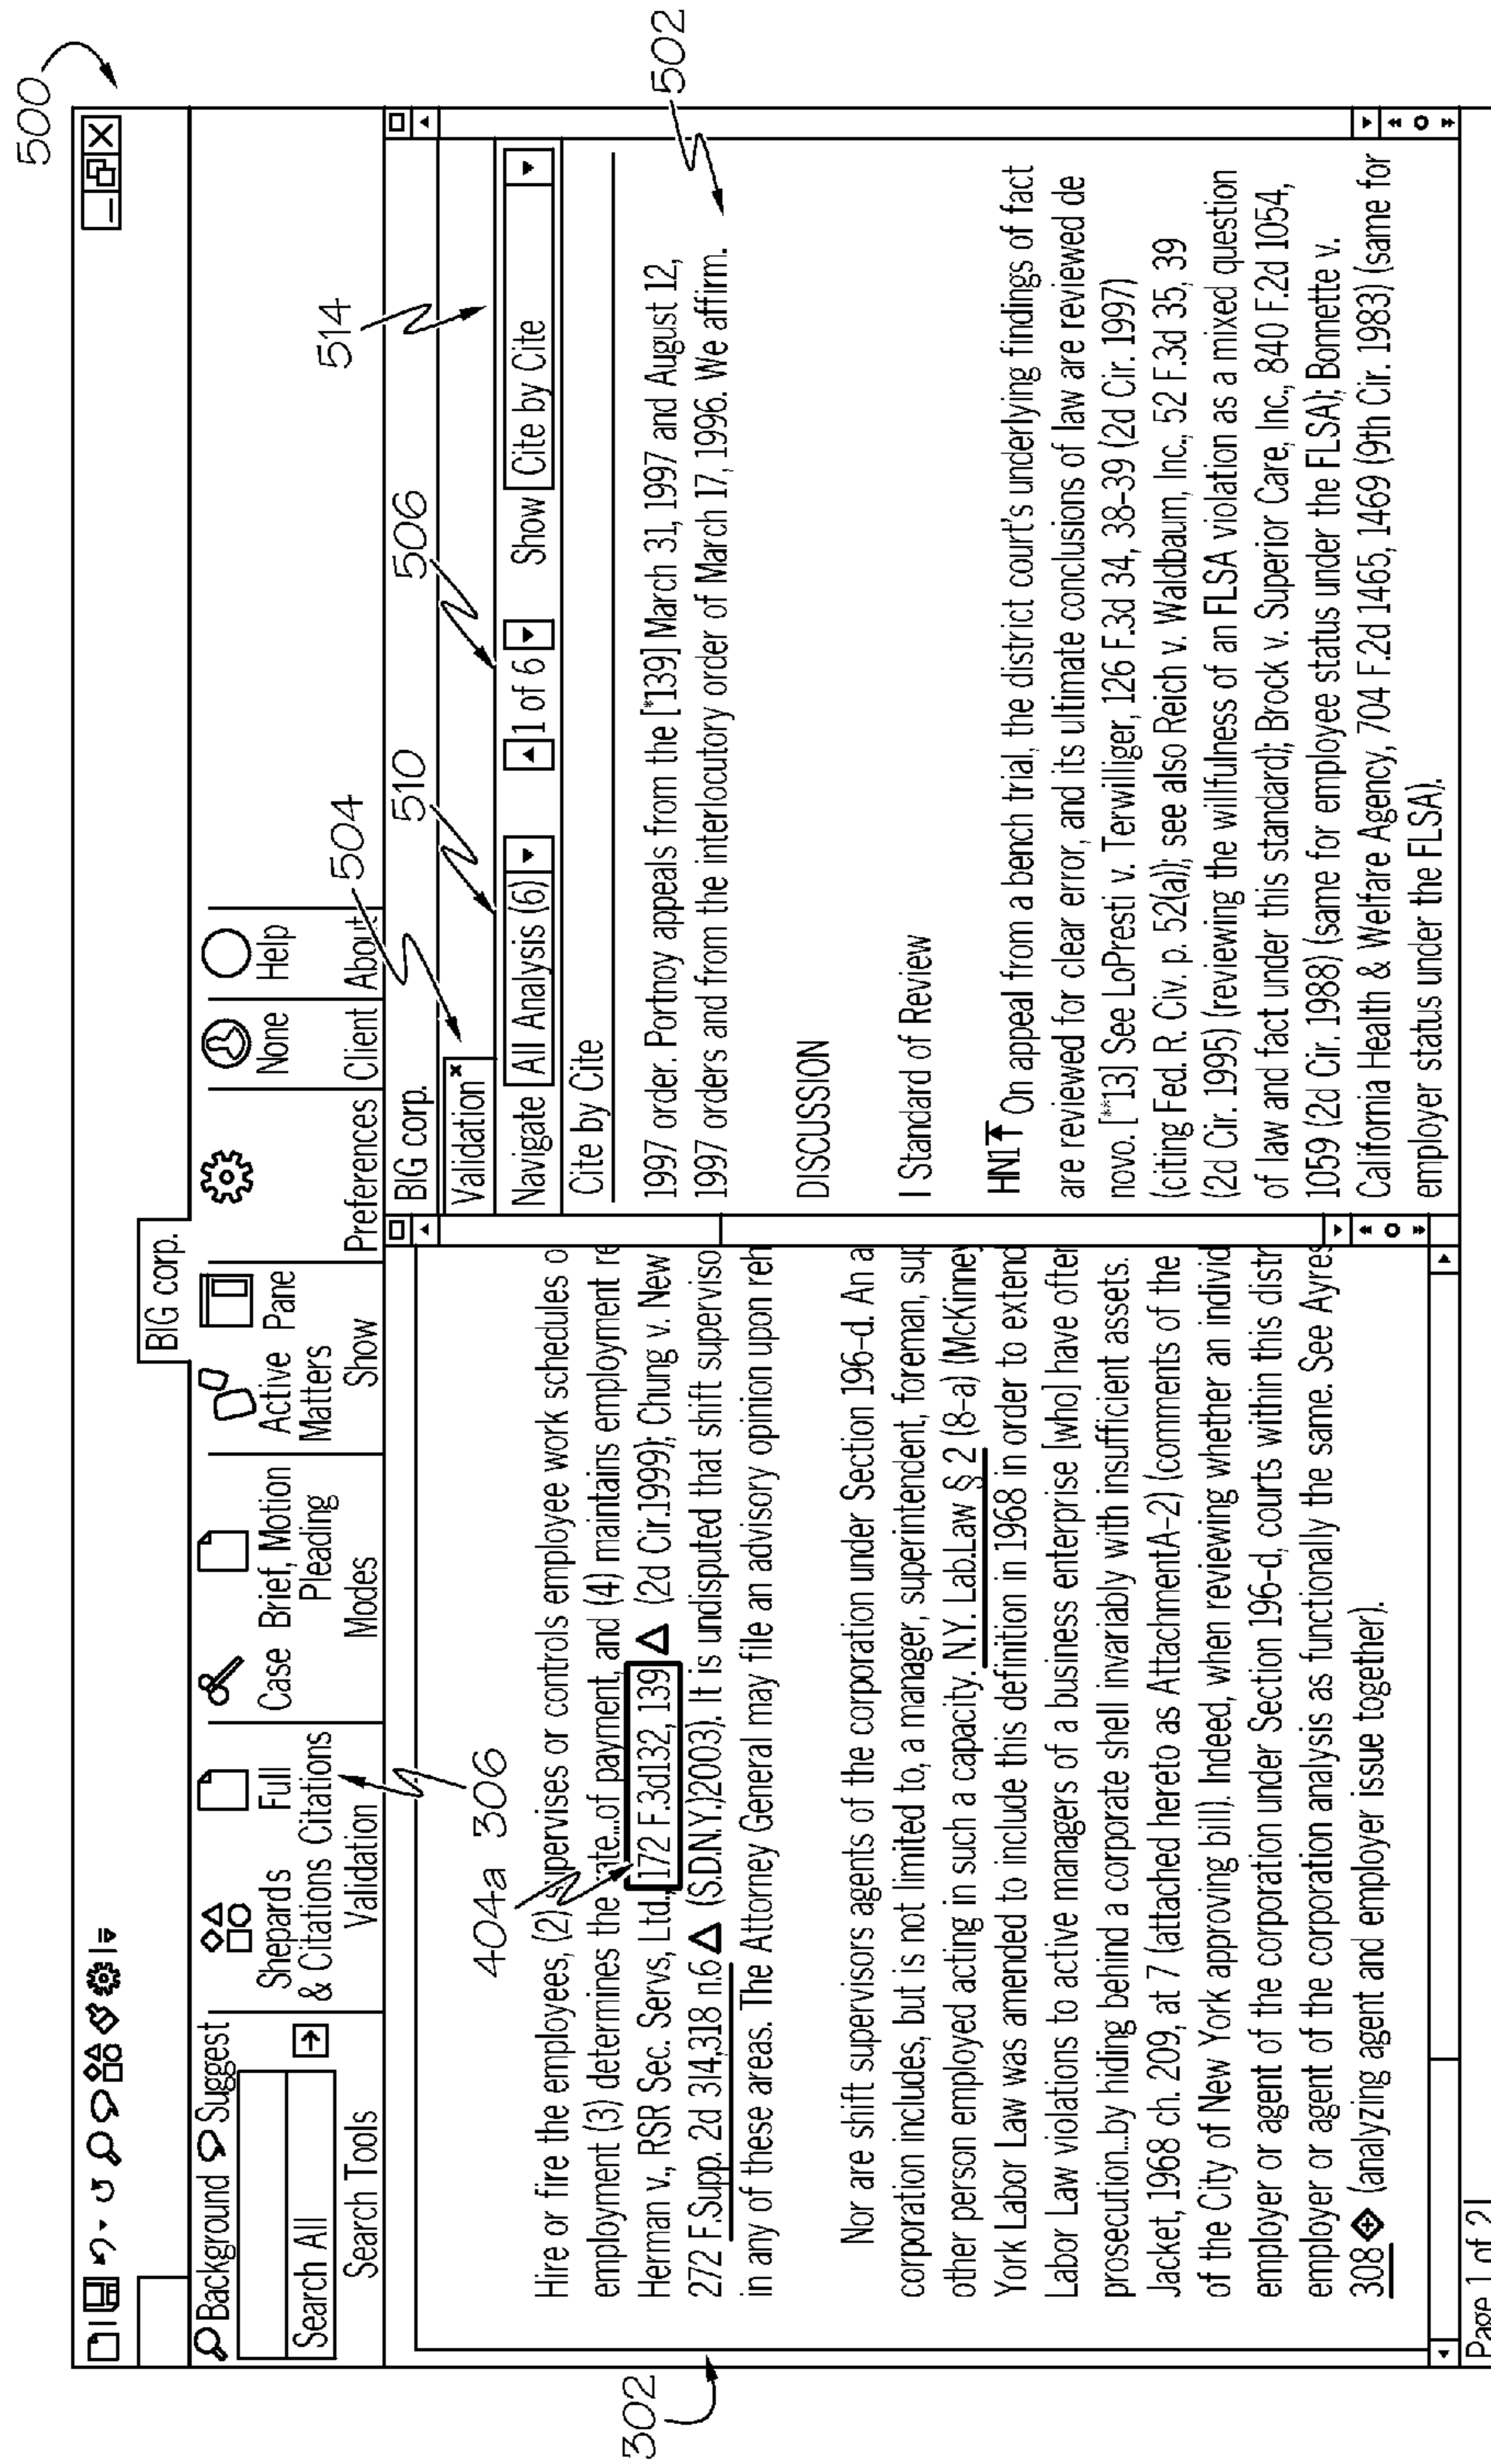 500
BIG corp.
Background Suggest
Search All
Search Tools
Shepards
& Citations
Full
Citations
Validation
Case
Brief, Motion
Pleading
Modes
Active
Matters
Pane
Show
Preferences
None
Client
Help
About
404a
306
504
510
506
514
302
502
Hire or fire the employees, (2) supervises or controls employee work schedules o
employment (3) determines the rate...of payment, and (4) maintains employment re
Herman v., RSR Sec. Servs, Ltd., 172 F.3d132, 139 △ (2d Cir.1999); Chung v. New
272 F.Supp. 2d 314,318 n.6 △ (S.D.N.Y.)2003). It is undisputed that shift superviso
in any of these areas. The Attorney General may file an advisory opinion upon reh
Nor are shift supervisors agents of the corporation under Section 196-d. An a
corporation includes, but is not limited to, a manager, superintendent, foreman, sup
other person employed acting in such a capacity. N.Y. Lab.Law § 2 (8-a) (McKinney
York Labor Law was amended to include this definition in 1968 in order to extend
Labor Law violations to active managers of a business enterprise [who] have often
prosecution...by hiding behind a corporate shell invariably with insufficient assets.
Jacket, 1968 ch. 209, at 7 (attached hereto as AttachmentA-2) (comments of the
of the City of New York approving bill). Indeed, when reviewing whether an individ
employer or agent of the corporation under Section 196-d, courts within this distr
employer or agent of the corporation analysis as functionally the same. See Ayres
308 (analyzing agent and employer issue together).
Page 1 of 2
BIG corp.
Validation x
Navigate All Analysis (6) 1 of 6 Show Cite by Cite
Cite by Cite
1997 order. Portnoy appeals from the [*139] March 31, 1997 and August 12,
1997 orders and from the interlocutory order of March 17, 1996. We affirm.
DISCUSSION
I Standard of Review
HN1 On appeal from a bench trial, the district court's underlying findings of fact
are reviewed for clear error, and its ultimate conclusions of law are reviewed de
novo. [**13] See LoPresti v. Terwilliger, 126 F.3d 34, 38-39 (2d Cir. 1997)
(citing Fed. R. Civ. p. 52(a)); see also Reich v. Waldbaum, Inc., 52 F.3d 35, 39
(2d Cir. 1995) (reviewing the willfulness of an FLSA violation as a mixed question
of law and fact under this standard); Brock v. Superior Care, Inc., 840 F.2d 1054,
1059 (2d Cir. 1988) (same for employee status under the FLSA); Bonnette v.
California Health & Welfare Agency, 704 F.2d 1465, 1469 (9th Cir. 1983) (same for
employer status under the FLSA).